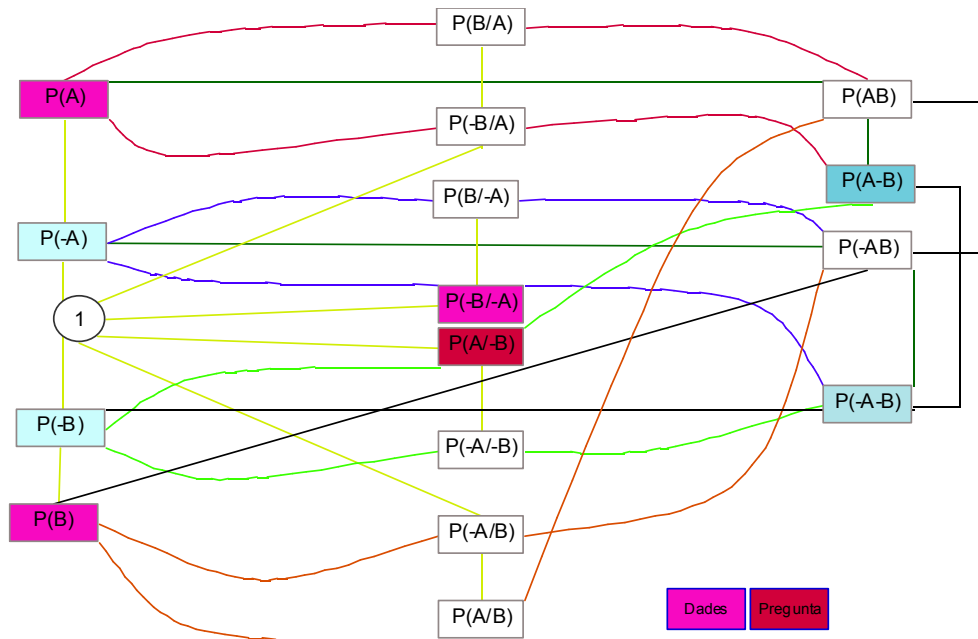 P(B/A)
P(A)
P(AB)
P(-B/A)
P(A-B)
P(B/-A)
P(-A)
P(-AB)
P(-B/-A)
1
P(A/-B)
P(-B)
P(-A-B)
P(-A/-B)
P(B)
P(-A/B)
P(A/B)
Dades
Pregunta